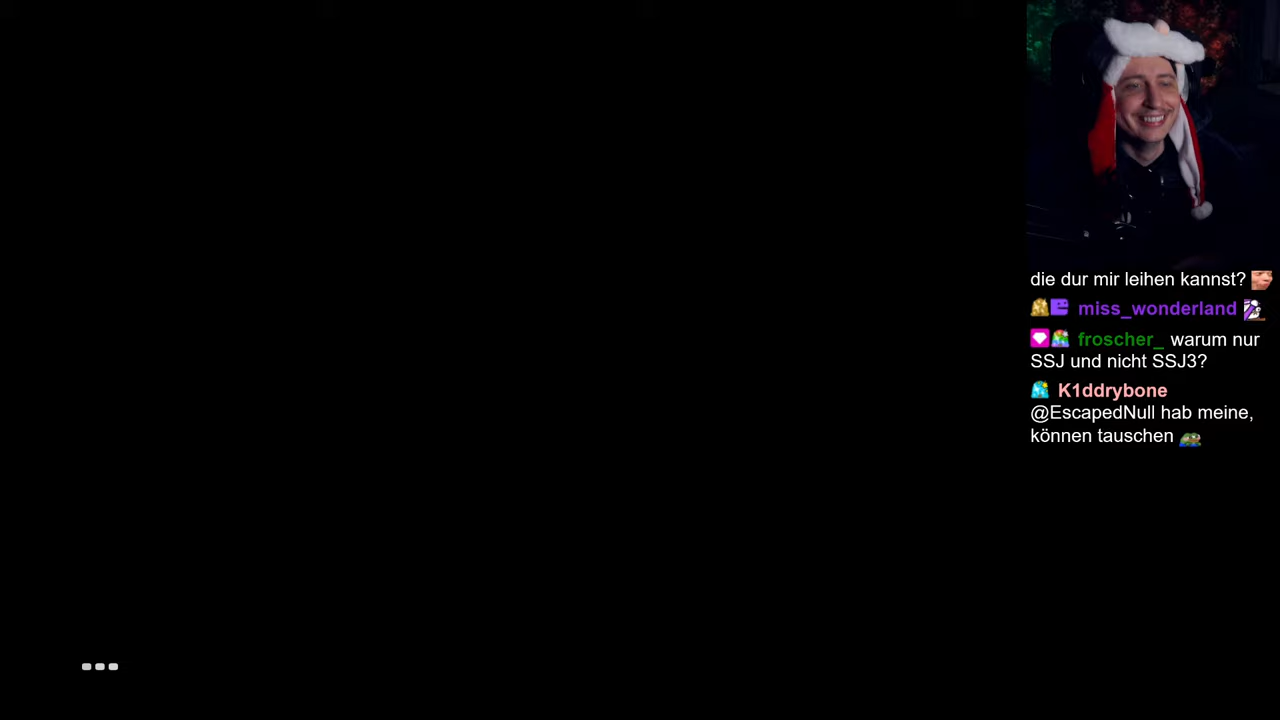 die dur mir leihen kannst?
miss_wonderland
froscher_ warum nur
SSJ und nicht SSJ3?
K1ddrybone
@EscapedNull hab meine,
können tauschen